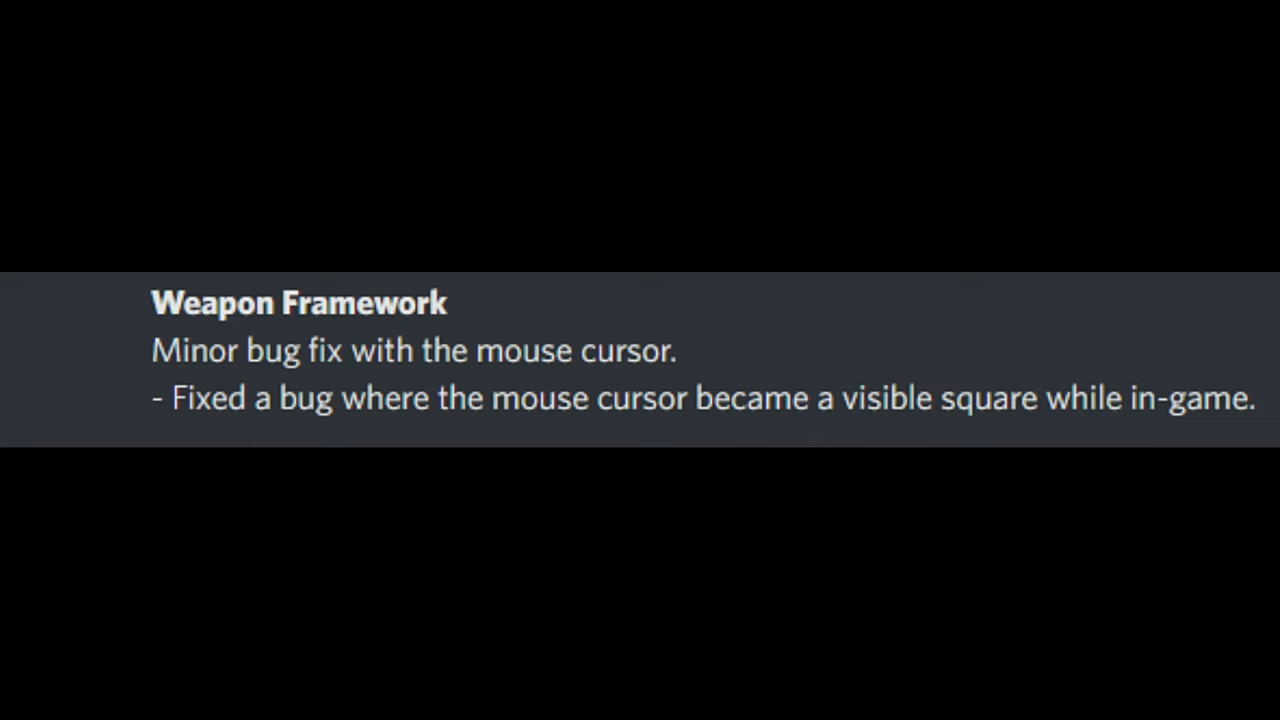 Weapon Framework
Minor bug fix with the mouse cursor.
- Fixed a bug where the mouse cursor became a visible square while in-game.